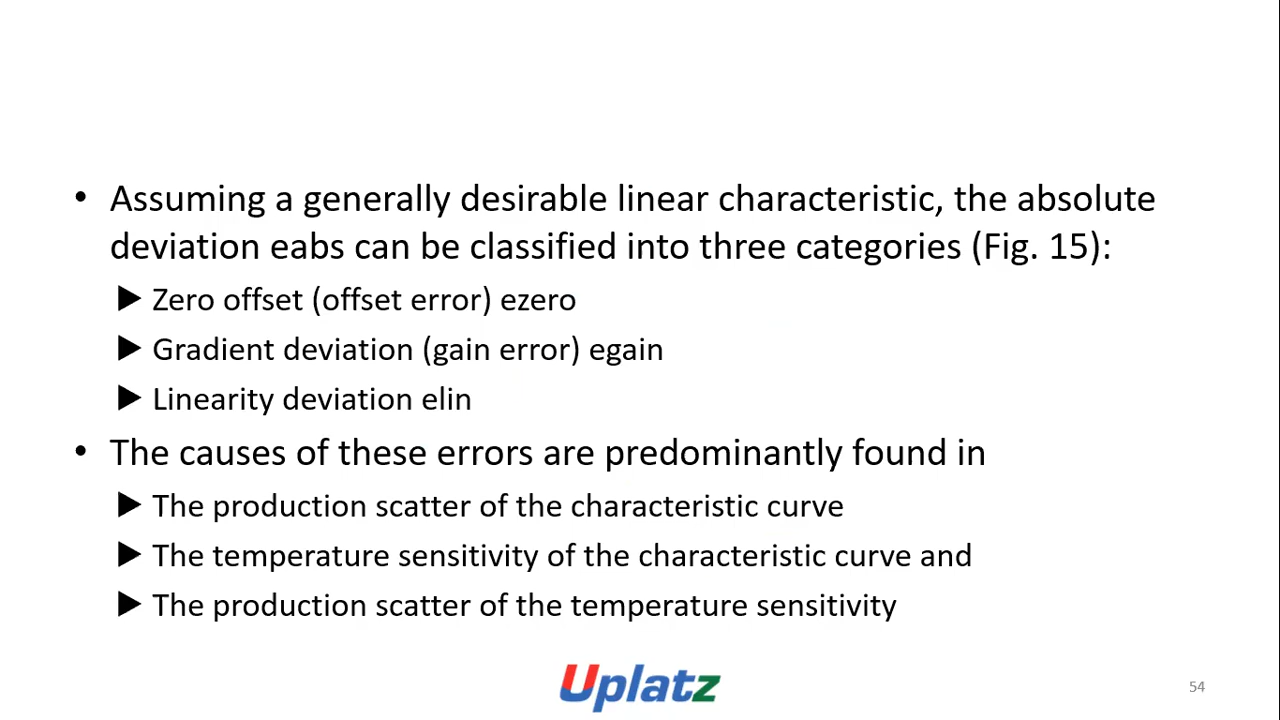 • Assuming a generally desirable linear characteristic, the absolute
deviation eabs can be classified into three categories (Fig. 15):
▶ Zero offset (offset error) ezero
▶ Gradient deviation (gain error) egain
▶ Linearity deviation elin
• The causes of these errors are predominantly found in
▶ The production scatter of the characteristic curve
▶ The temperature sensitivity of the characteristic curve and
▶ The production scatter of the temperature sensitivity
Uplatz
54